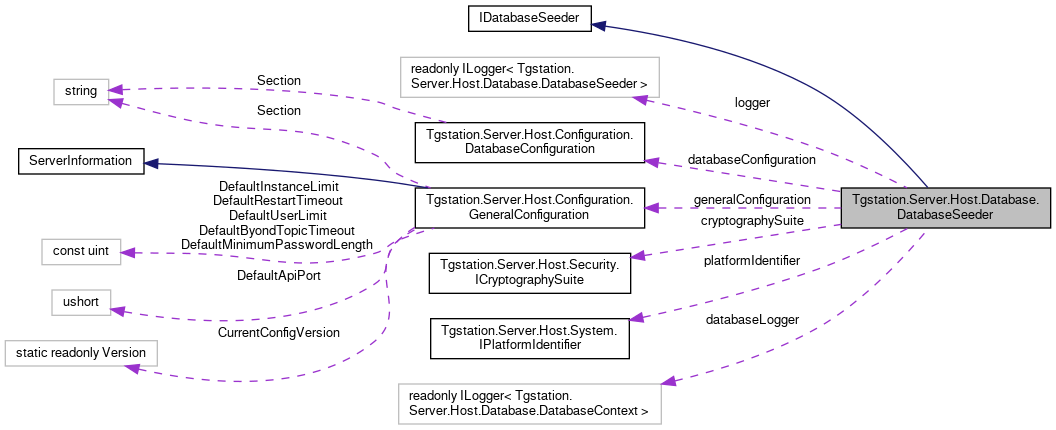 IDatabaseSeeder
readonly ILogger< Tgstation.
Server.Host.Database.DatabaseSeeder >
Section
string
logger
Section
Tgstation.Server.Host.Configuration.
DatabaseConfiguration
ServerInformation
databaseConfiguration
DefaultInstanceLimit
DefaultRestartTimeout
DefaultUserLimit
DefaultByondTopicTimeout
DefaultMinimumPasswordLength
Tgstation.Server.Host.Configuration.
GeneralConfiguration
generalConfiguration
Tgstation.Server.Host.Database.
DatabaseSeeder
cryptographySuite
const uint
Tgstation.Server.Host.Security.
ICryptographySuite
platformIdentifier
DefaultApiPort
ushort
Tgstation.Server.Host.System.
IPlatformIdentifier
databaseLogger
CurrentConfigVersion
static readonly Version
readonly ILogger< Tgstation.
Server.Host.Database.DatabaseContext >